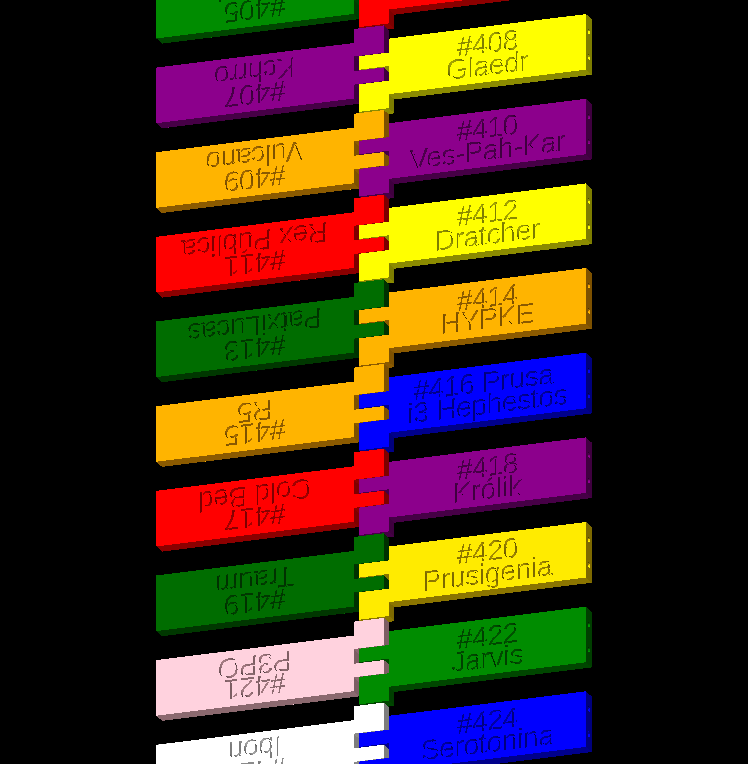 #405
#408
Glaedr
#407
Kchrro
#410
Ves-Pah-Kar
#409
Vulcano
#412
Dratcher
#411
Rex Publica
#414
HYPKE
#413
PatxiLucas
#416 Prusa
i3 Hephestos
#415
R5
#418
Królik
#417
Cold Bed
#420
Prusigenia
#419
Traum
#422
Jarvis
#421
P3PO
#424
Serotonina
Ibon